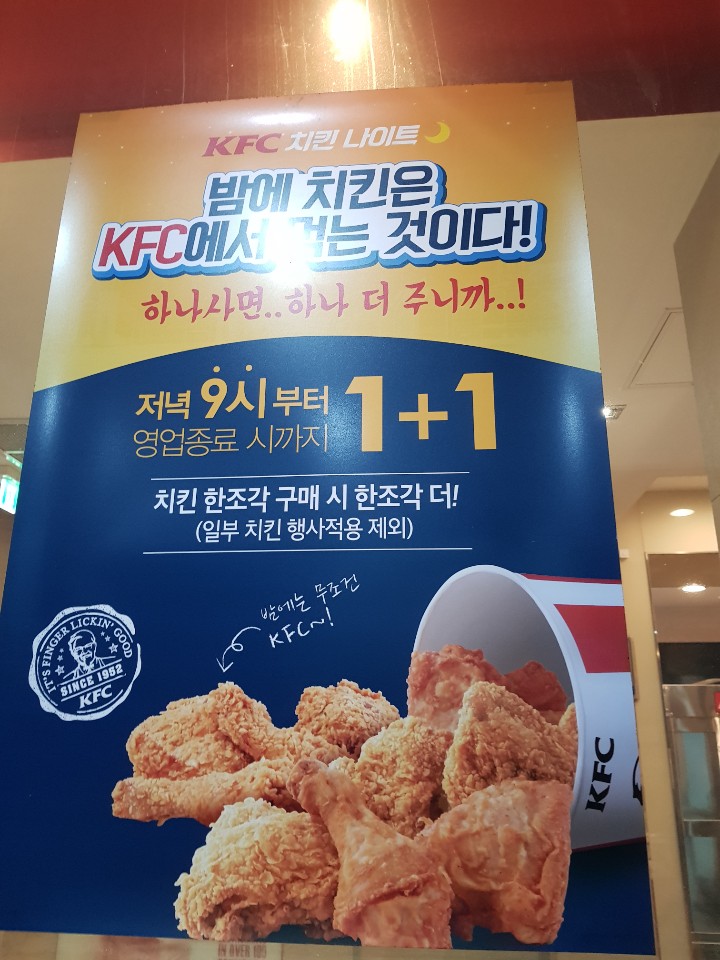 KFC 치킨 나이트
밤에 치킨은
KFC에서 먹는 것이다!
하나사면..하나 더 주니까..!
저녁 9시부터
영업종료 시까지
1+1
치킨 한조각 구매 시 한조각 더!
(일부 치킨 행사적용 제외)
밤에는 무조건
KFC~!
IT'S FINGER LICKIN' GOOD
SINCE 1952
KFC
KFC